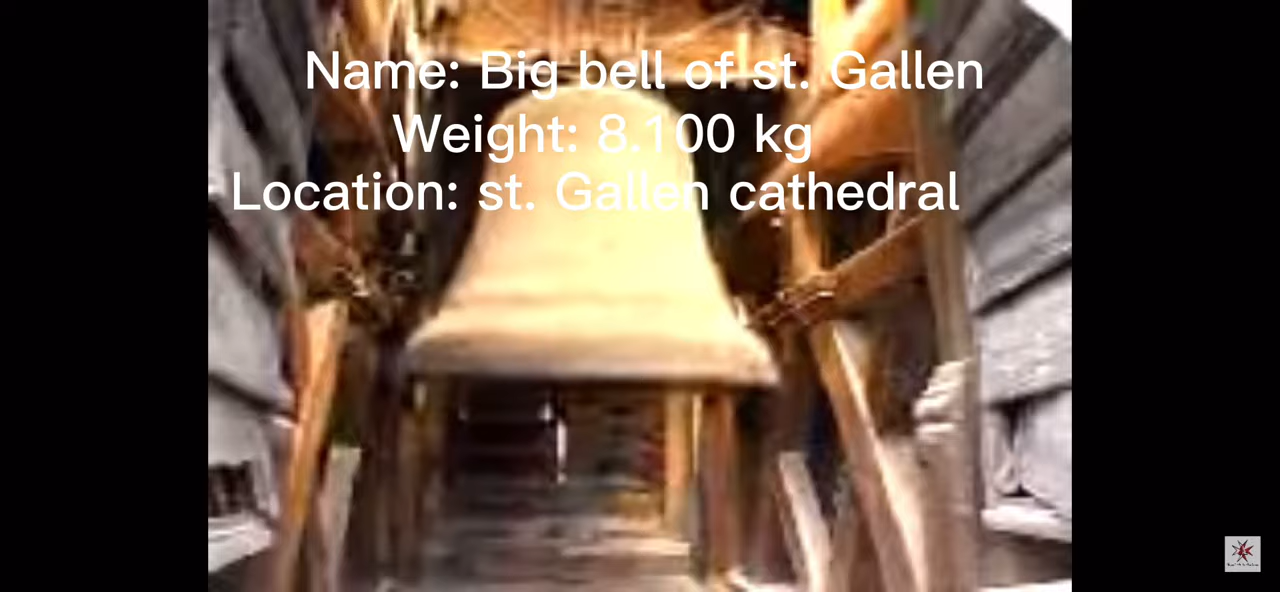 Name: Big bell of st. Gallen
Weight: 8.100 kg
Location: st. Gallen cathedral